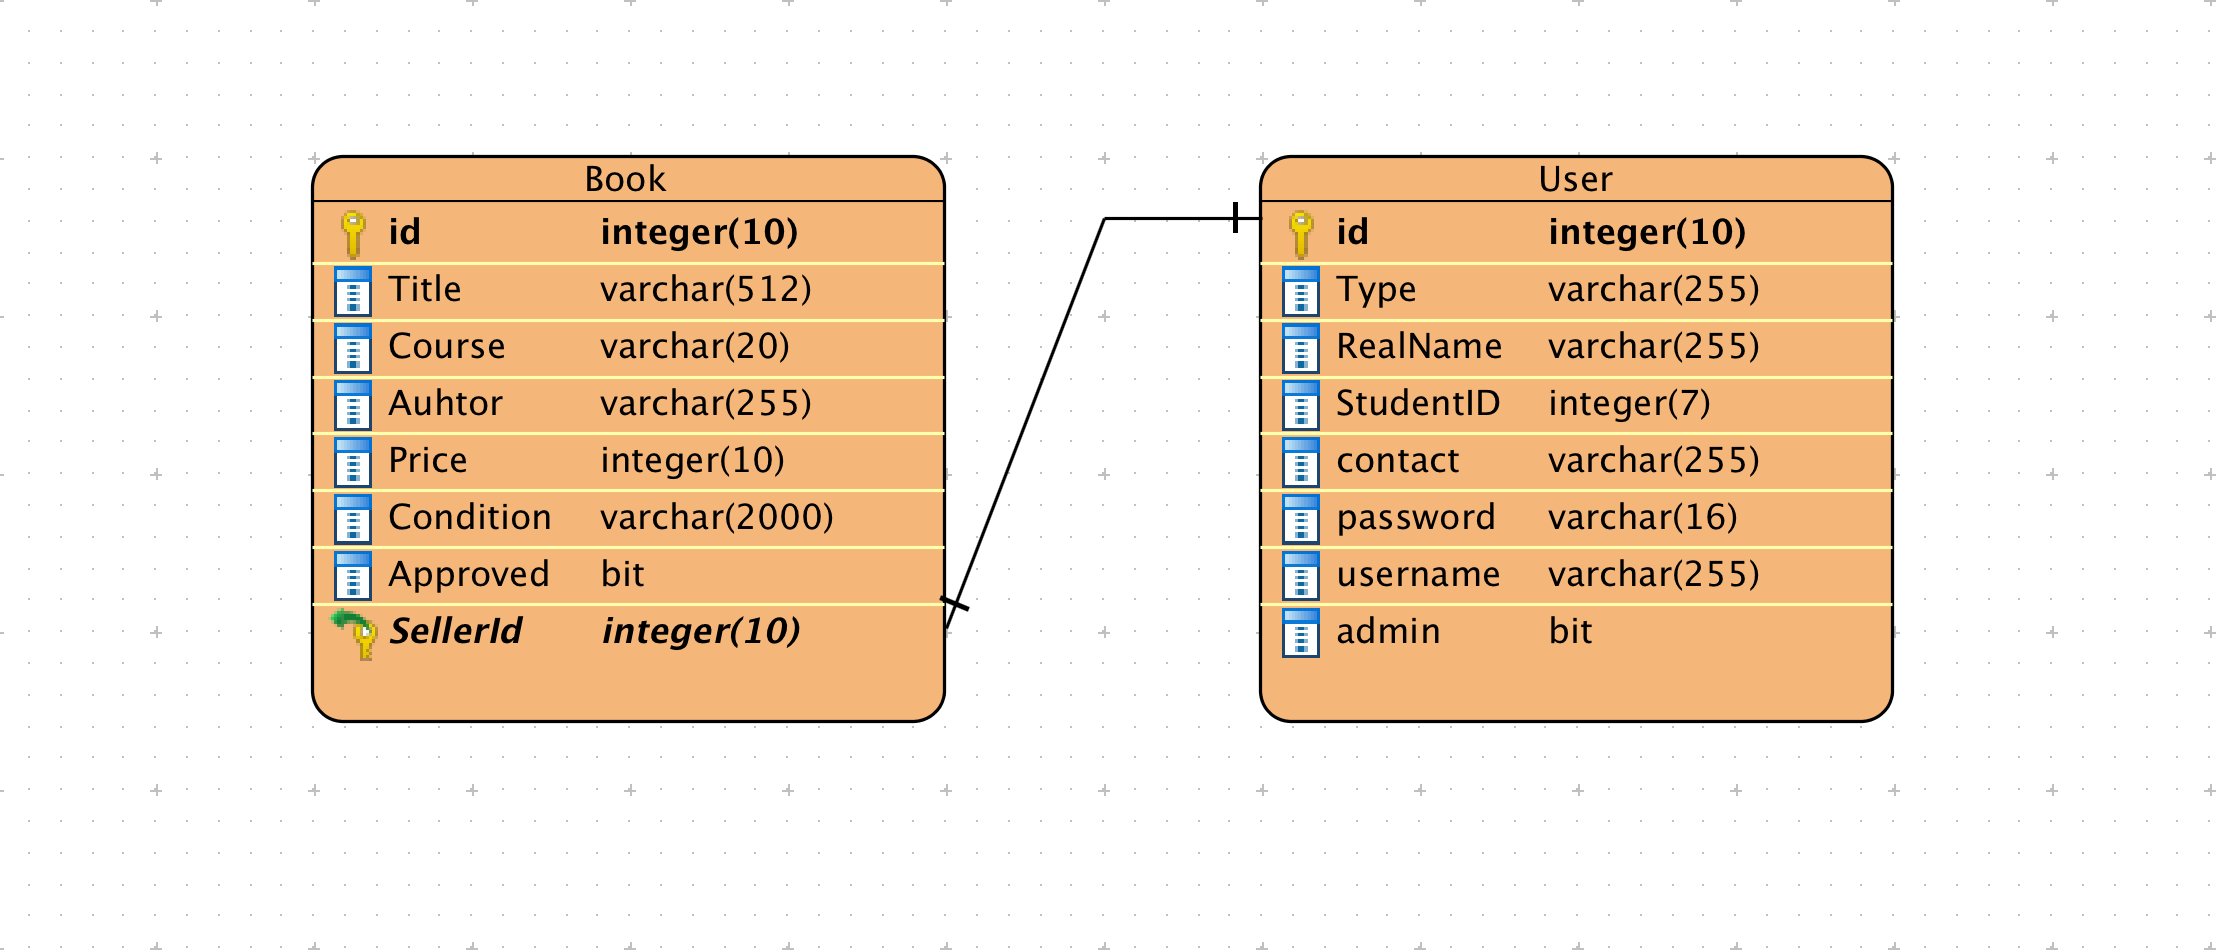 Book
id integer(10)
Title varchar(512)
Course varchar(20)
Auhtor varchar(255)
Price integer(10)
Condition varchar(2000)
Approved bit
SellerId integer(10)
User
id integer(10)
Type varchar(255)
RealName varchar(255)
StudentID integer(7)
contact varchar(255)
password varchar(16)
username varchar(255)
admin bit